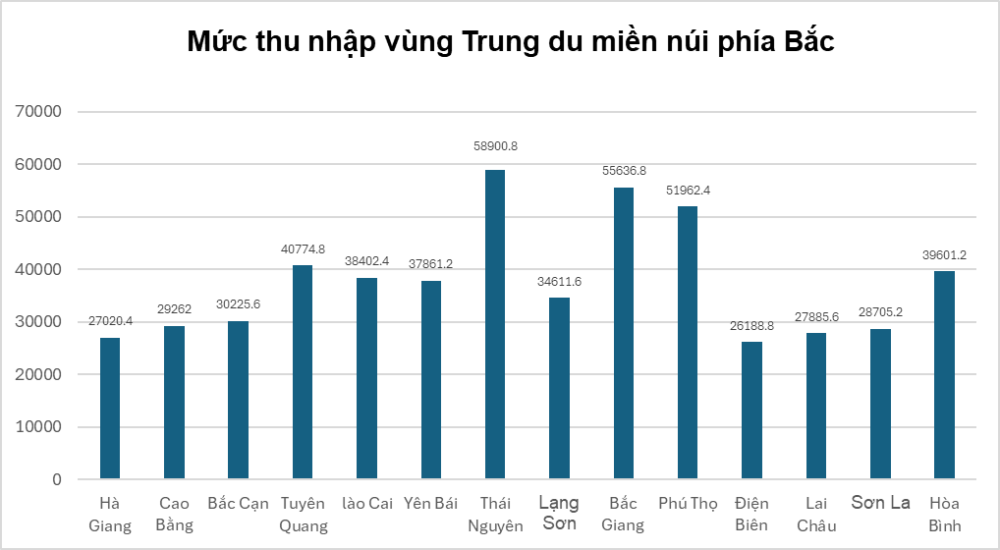 Mức thu nhập vùng Trung du miền núi phía Bắc
70000
60000
50000
40000
30000
20000
10000
0
27020.4
29262
30225.6
40774.8
38402.4
37861.2
58900.8
34611.6
55636.8
51962.4
26188.8
27885.6
28705.2
39601.2
Hà
Giang
Cao
Bằng
Bắc Cạn
Tuyên
Quang
lào Cai
Yên Bái
Thái
Nguyên
Lạng
Sơn
Bắc
Giang
Phú Thọ
Điện
Biên
Lai
Châu
Sơn La
Hòa
Bình